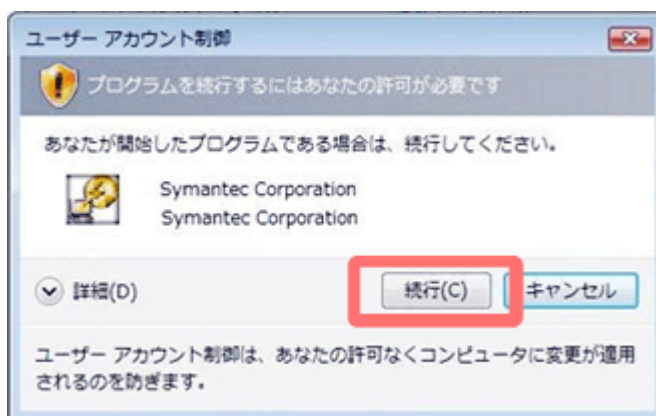 ユーザー アカウント制御
プログラムを続行するにはあなたの許可が必要です
あなたが開始したプログラムである場合は、続行してください。
Symantec Corporation
Symantec Corporation
詳細(D)
続行(C)
キャンセル
ユーザー アカウント制御は、あなたの許可なくコンピュータに変更が適用
されるのを防ぎます。